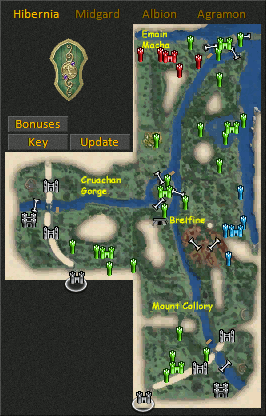 Hibernia Midgard Albion Agramon
Emain
Macha
Bonuses
Key Update
Cruachan
Gorge
Breifine
Mount Collory